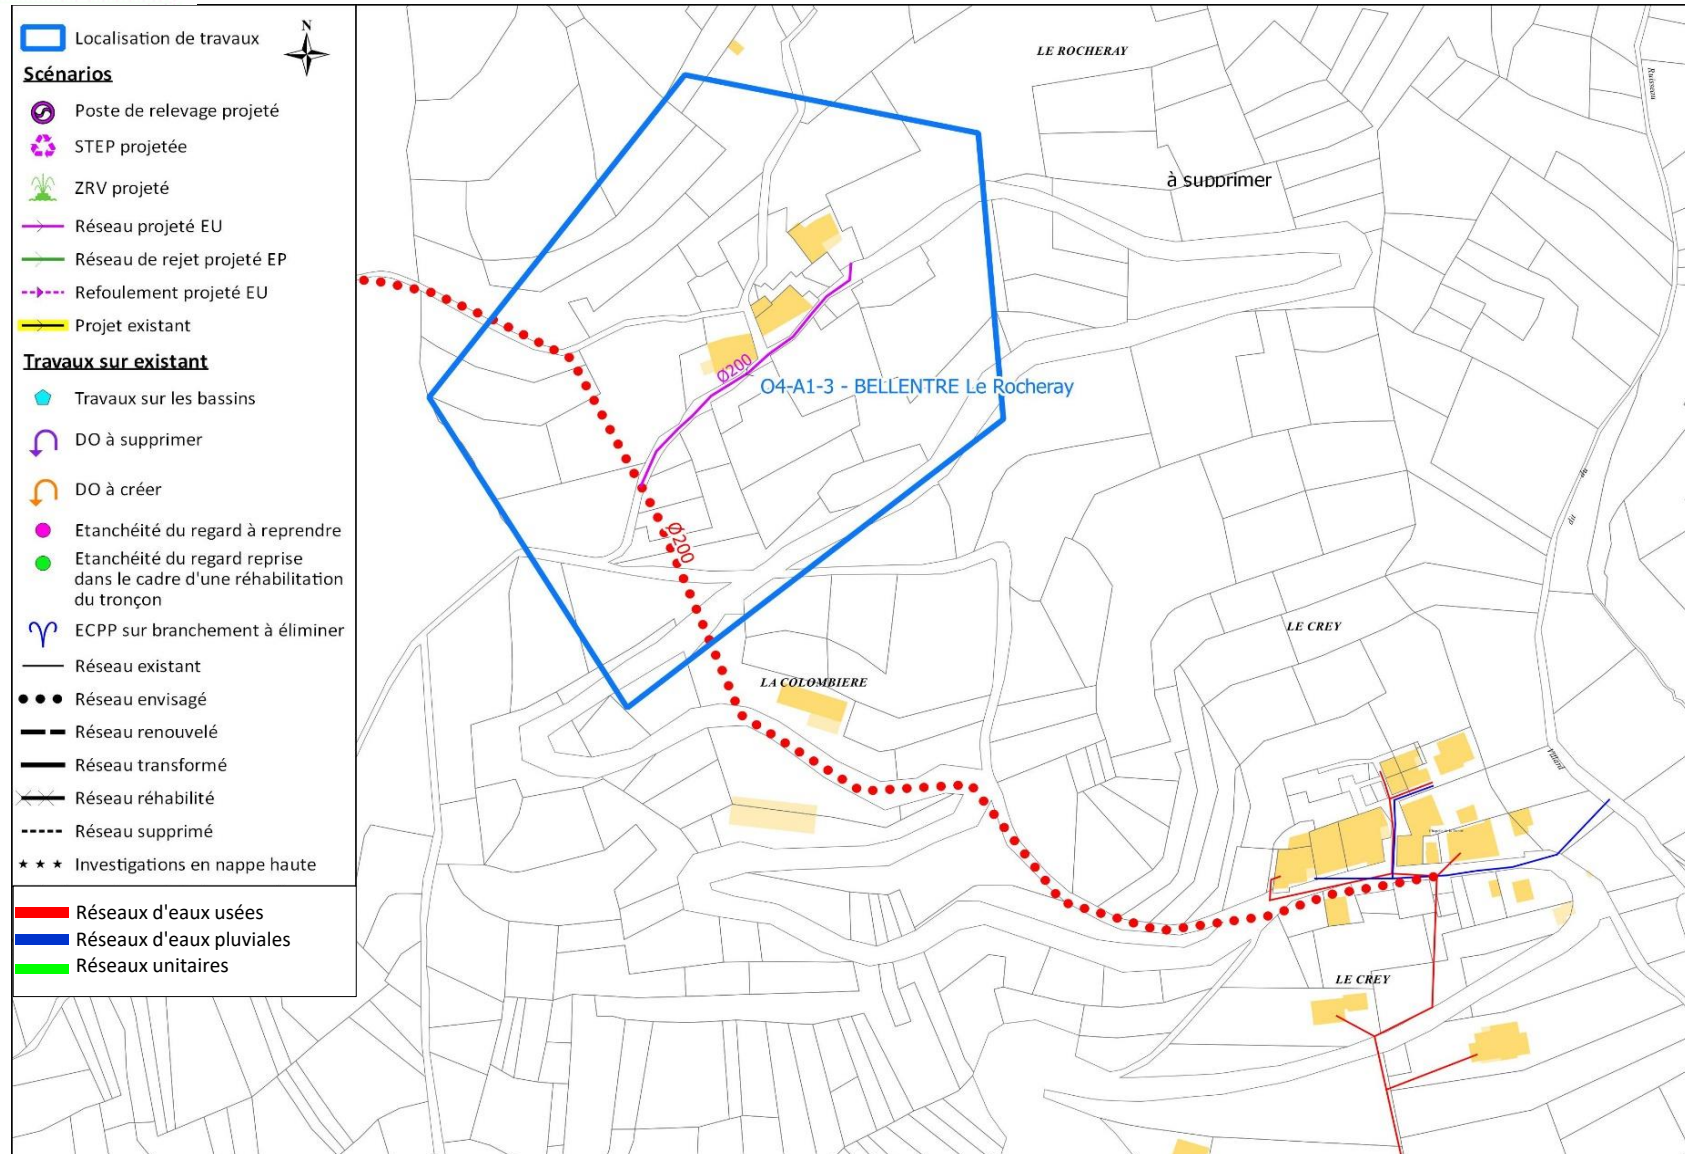 Localisation de travaux
N
Scénarios
Poste de relevage projeté
STEP projetée
ZRV projeté
Réseau projeté EU
Réseau de rejet projeté EP
Refoulement projeté EU
Projet existant
Travaux sur existant
Travaux sur les bassins
DO à supprimer
DO à créer
Etanchéité du regard à reprendre
Etanchéité du regard reprise
dans le cadre d'une réhabilitation
du tronçon
ECPP sur branchement à éliminer
Réseau existant
Réseau envisagé
Réseau renouvelé
Réseau transformé
Réseau réhabilité
Réseau supprimé
Investigations en nappe haute
Réseaux d'eaux usées
Réseaux d'eaux pluviales
Réseaux unitaires
LE ROCHERAY
Ruisseau
à supprimer
Ø200
O4-A1-3 - BELLENTRE Le Rocheray
Ø200
du
dit
LE CREY
LA COLOMBIERE
Villard
LE CREY